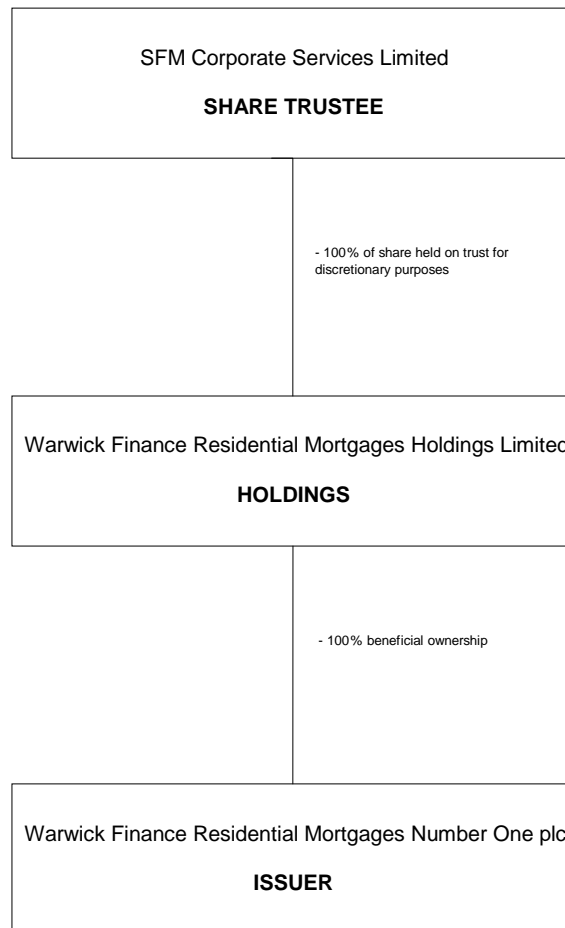 SFM Corporate Services Limited
SHARE TRUSTEE
- 100% of share held on trust for
discretionary purposes
Warwick Finance Residential Mortgages Holdings Limited
HOLDINGS
- 100% beneficial ownership
Warwick Finance Residential Mortgages Number One plc
ISSUER